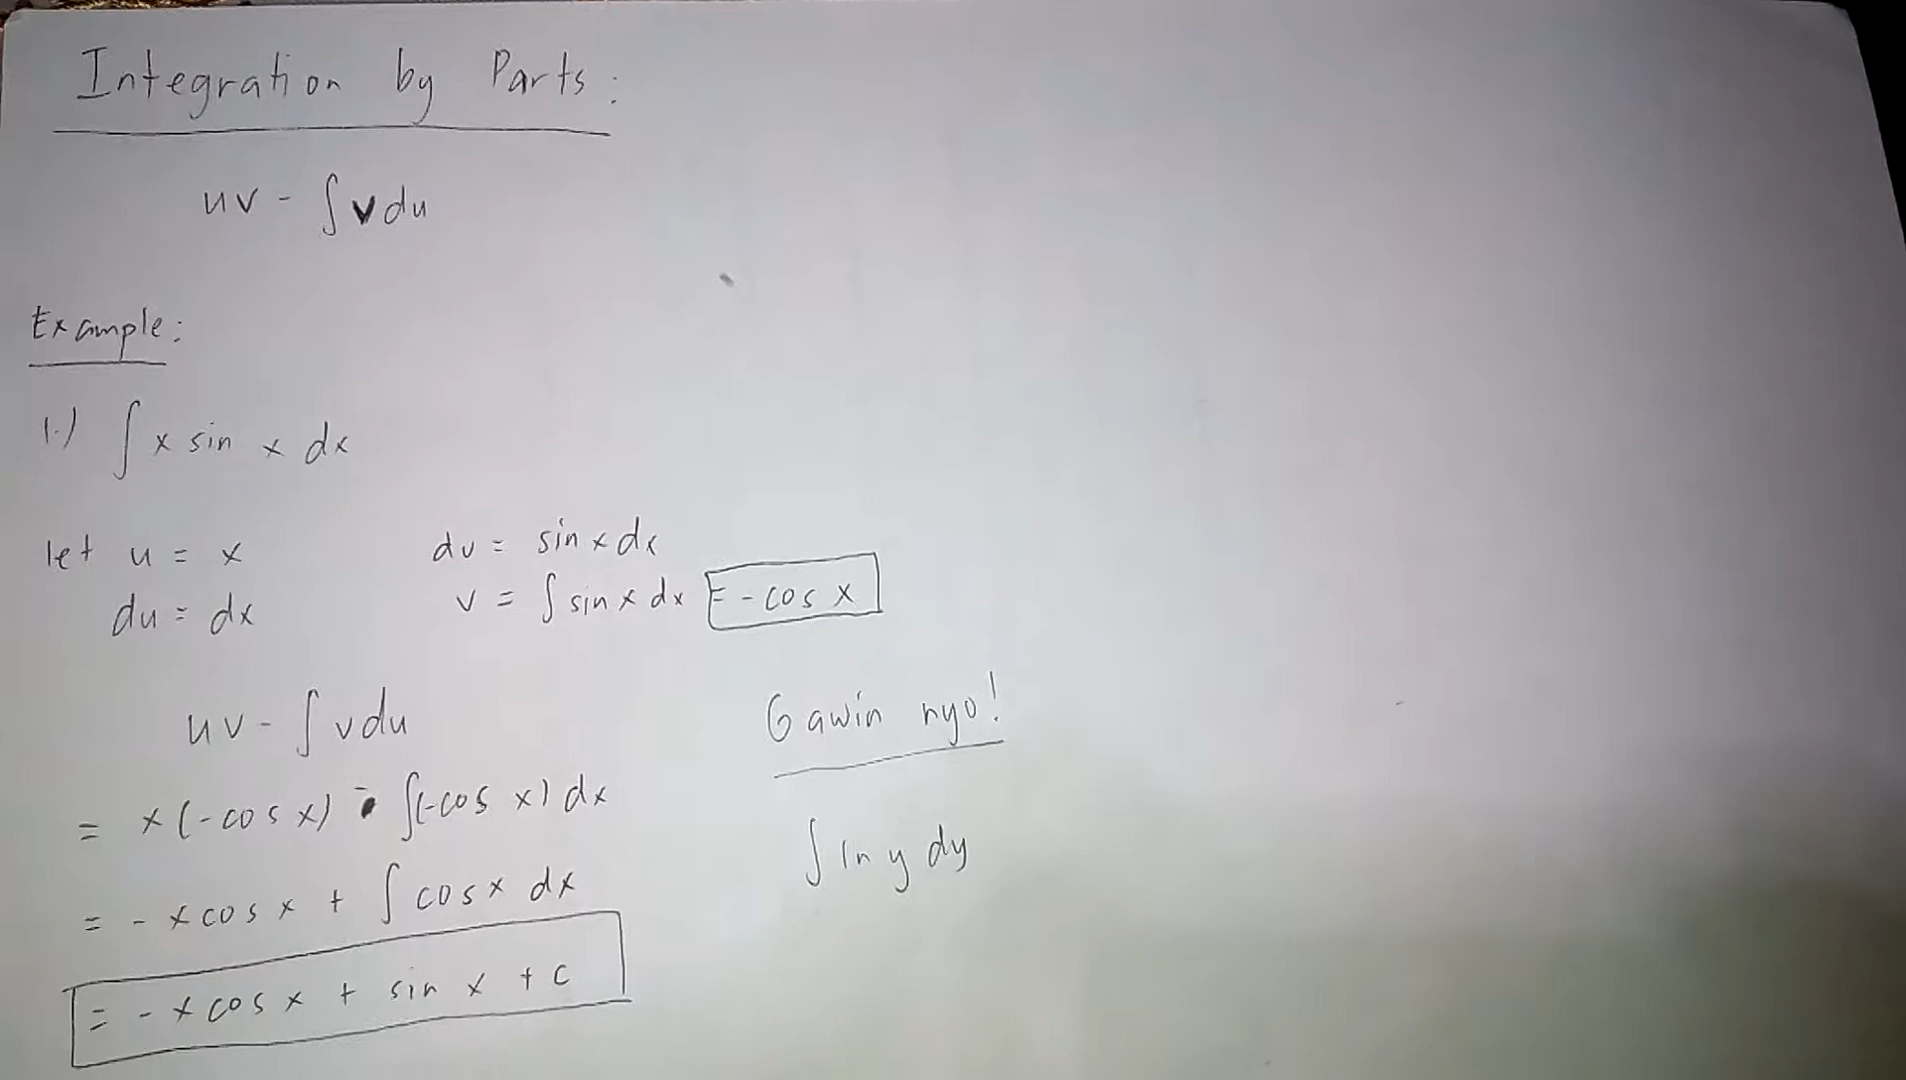 Integration by Parts:
uv - ∫vdu
Example:
1.) ∫ x sin x dx
let u = x
du = dx
dv = sin x dx
v = ∫ sin x dx = - cos x
uv - ∫ vdu
= x(-cos x) - ∫(-cos x) dx
= - x cos x + ∫ cos x dx
= - x cos x + sin x + c
Gawin nyo!
∫ ln y dy